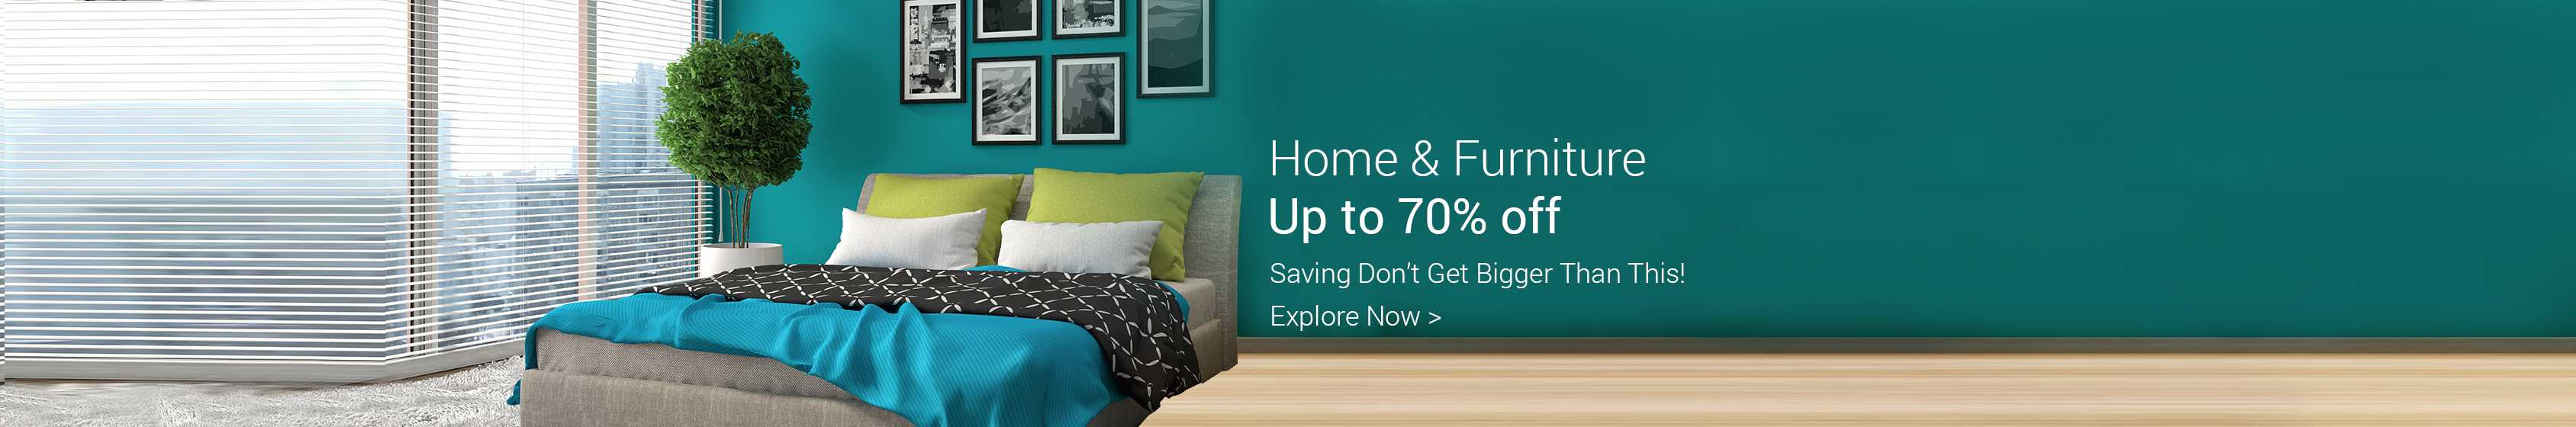 Home & Furniture
Up to 70% off
Saving Don't Get Bigger Than This!
Explore Now >